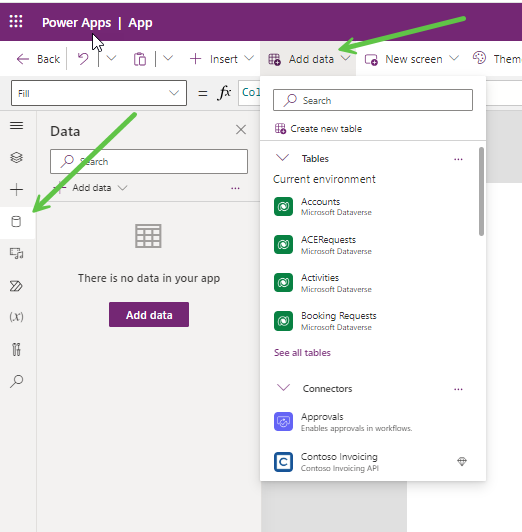 Power Apps | App
Back
Insert
Add data
New screen
Them
Fill
= fx Col
Data
Search
Add data
There is no data in your app
Add data
(x)
Search
Create new table
Tables
Current environment
Accounts
Microsoft Dataverse
ACERequests
Microsoft Dataverse
Activities
Microsoft Dataverse
Booking Requests
Microsoft Dataverse
See all tables
Connectors
Approvals
Enables approvals in workflows.
Contoso Invoicing
Contoso Invoicing API